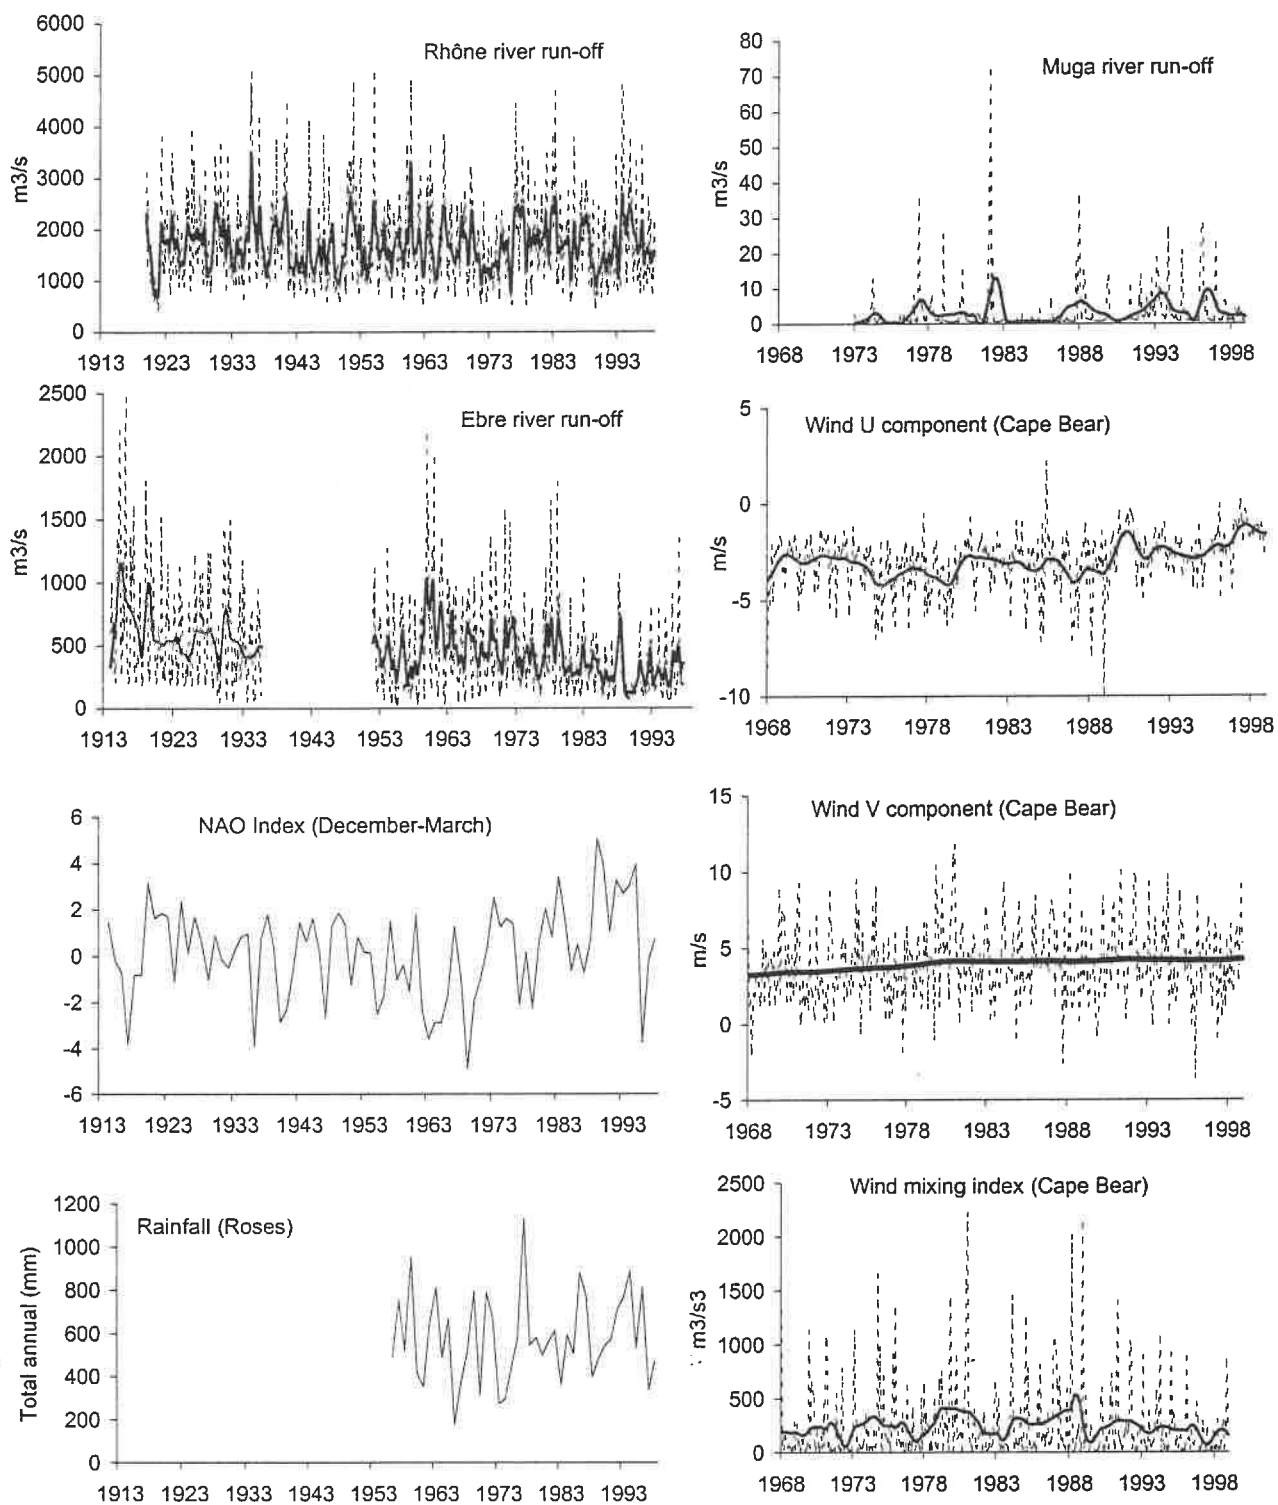 Rhône river run-off
m3/s
6000
5000
4000
3000
2000
1000
0
1913 1923 1933 1943 1953 1963 1973 1983 1993
Muga river run-off
m3/s
80
70
60
50
40
30
20
10
0
1968 1973 1978 1983 1988 1993 1998
Ebre river run-off
m3/s
2500
2000
1500
1000
500
0
1913 1923 1933 1943 1953 1963 1973 1983 1993
Wind U component (Cape Bear)
m/s
5
0
-5
-10
1968 1973 1978 1983 1988 1993 1998
NAO Index (December-March)
6
4
2
0
-2
-4
-6
1913 1923 1933 1943 1953 1963 1973 1983 1993
Wind V component (Cape Bear)
m/s
15
10
5
0
-5
1968 1973 1978 1983 1988 1993 1998
Rainfall (Roses)
Total annual (mm)
1200
1000
800
600
400
200
0
1913 1923 1933 1943 1953 1963 1973 1983 1993
Wind mixing index (Cape Bear)
m3/s3
2500
2000
1500
1000
500
0
1968 1973 1978 1983 1988 1993 1998